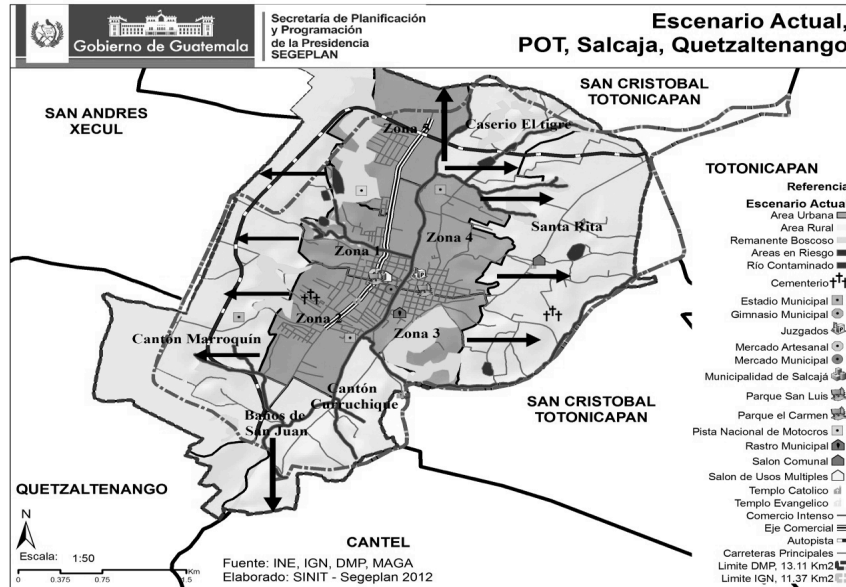 Gobierno de Guatemala
Secretaría de Planificación
y Programación
de la Presidencia
SEGEPLAN
Escenario Actual,
POT, Salcaja, Quetzaltenango
SAN ANDRES
XECUL
SAN CRISTOBAL
TOTONICAPAN
Zona 5
Caserio El tigre
TOTONICAPAN
Santa Rita
Zona 1
Zona 4
Zona 2
Zona 3
Cantón Marroquín
Cantón
Curruchique
Baños de
San Juan
SAN CRISTOBAL
TOTONICAPAN
QUETZALTENANGO
CANTEL
N
Escala: 1:50
0 0.375 0.75 1.5 Km
Fuente: INE, IGN, DMP, MAGA
Elaborado: SINIT - Segeplan 2012
Referencia
Escenario Actua
Area Urbana
Area Rural
Remanente Boscoso
Areas en Riesgo
Río Contaminado
Cementerio
Estadio Municipal
Gimnasio Municipal
Juzgados
Mercado Artesanal
Mercado Municipal
Municipalidad de Salcajá
Parque San Luis
Parque el Carmen
Pista Nacional de Motocros
Rastro Municipal
Salon Comunal
Salon de Usos Multiples
Templo Catolico
Templo Evangelico
Comercio Intenso
Eje Comercial
Autopista
Carreteras Principales
Limite DMP, 13.11 Km2
Limite IGN, 11.37 Km2